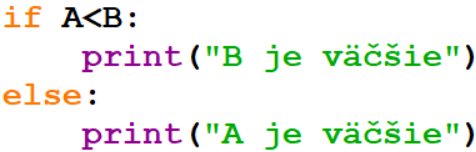 if A<B:
    print("B je väčšie")
else:
    print("A je väčšie")